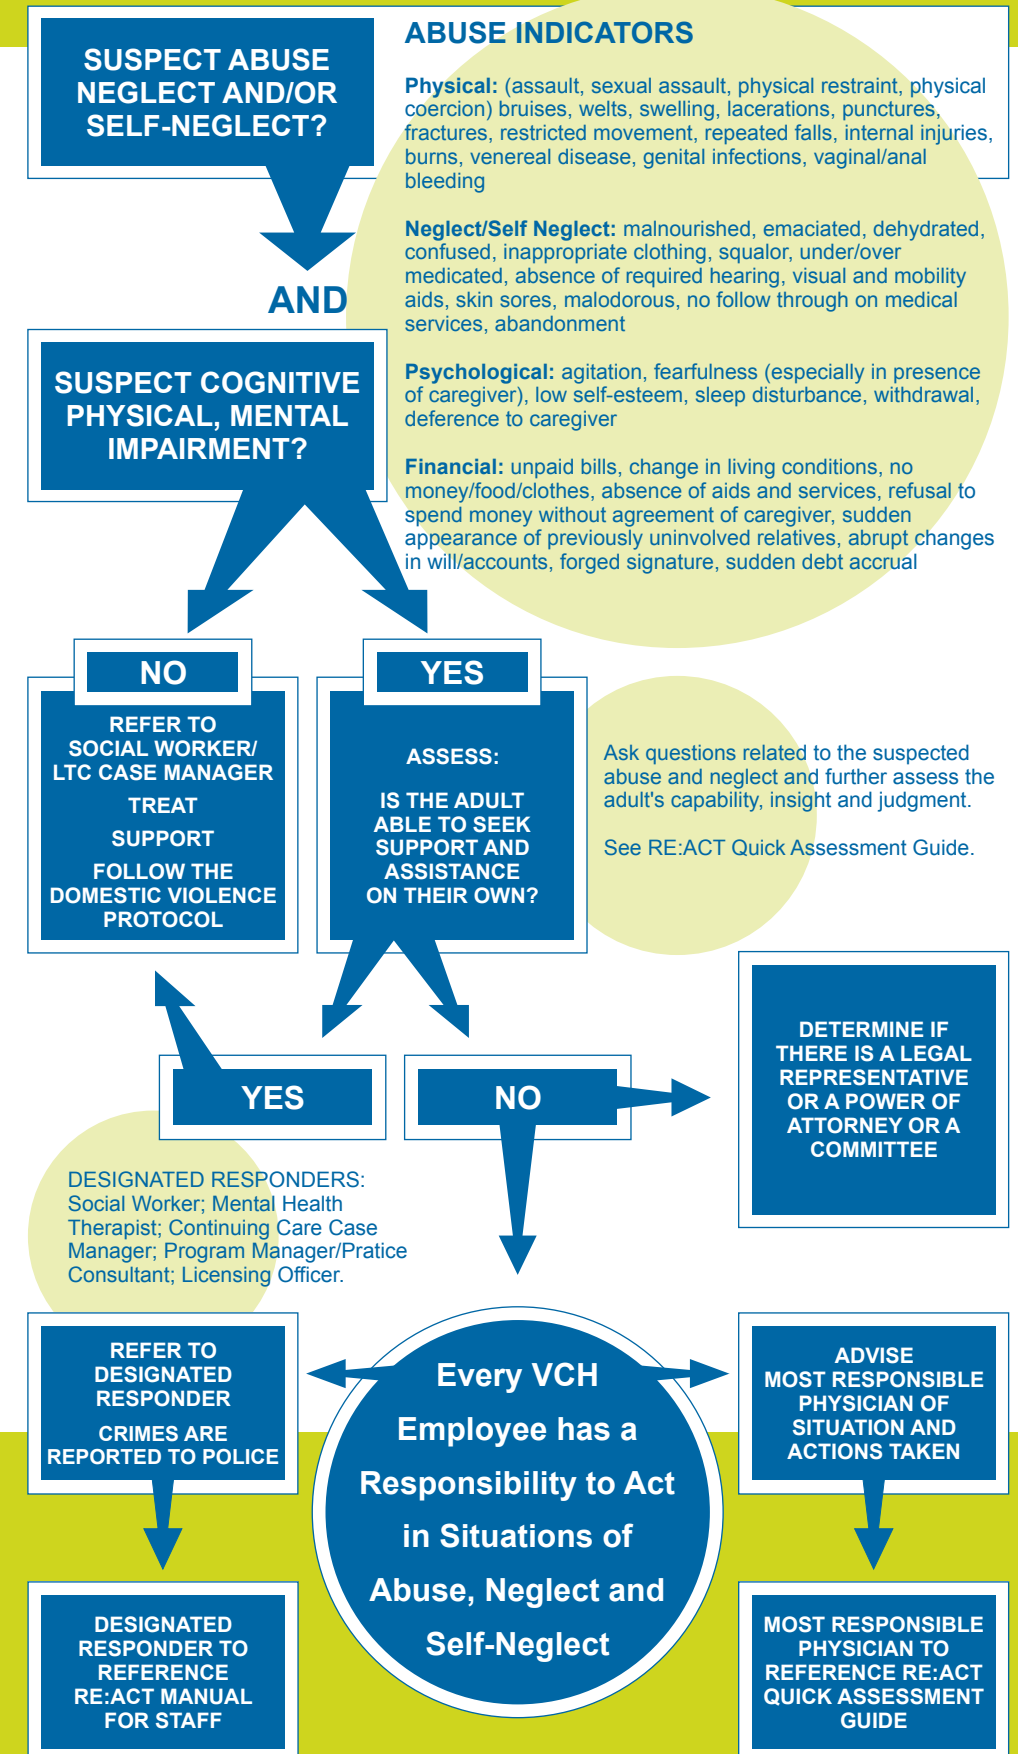 SUSPECT ABUSE
NEGLECT AND/OR
SELF-NEGLECT?
ABUSE INDICATORS
Physical: (assault, sexual assault, physical restraint, physical
coercion) bruises, welts, swelling, lacerations, punctures,
fractures, restricted movement, repeated falls, internal injuries,
burns, venereal disease, genital infections, vaginal/anal
bleeding
Neglect/Self Neglect: malnourished, emaciated, dehydrated,
confused, inappropriate clothing, squalor, under/over
medicated, absence of required hearing, visual and mobility
aids, skin sores, malodorous, no follow through on medical
services, abandonment
Psychological: agitation, fearfulness (especially in presence
of caregiver), low self-esteem, sleep disturbance, withdrawal,
deference to caregiver
Financial: unpaid bills, change in living conditions, no
money/food/clothes, absence of aids and services, refusal to
spend money without agreement of caregiver, sudden
appearance of previously uninvolved relatives, abrupt changes
in will/accounts, forged signature, sudden debt accrual
AND
SUSPECT COGNITIVE
PHYSICAL, MENTAL
IMPAIRMENT?
NO
REFER TO
SOCIAL WORKER/
LTC CASE MANAGER
TREAT
SUPPORT
FOLLOW THE
DOMESTIC VIOLENCE
PROTOCOL
YES
ASSESS:
IS THE ADULT
ABLE TO SEEK
SUPPORT AND
ASSISTANCE
ON THEIR OWN?
Ask questions related to the suspected
abuse and neglect and further assess the
adult's capability, insight and judgment.
See RE:ACT Quick Assessment Guide.
YES
NO
DETERMINE IF
THERE IS A LEGAL
REPRESENTATIVE
OR A POWER OF
ATTORNEY OR A
COMMITTEE
DESIGNATED RESPONDERS:
Social Worker; Mental Health
Therapist; Continuing Care Case
Manager; Program Manager/Pratice
Consultant; Licensing Officer.
REFER TO
DESIGNATED
RESPONDER
CRIMES ARE
REPORTED TO POLICE
Every VCH
Employee has a
Responsibility to Act
in Situations of
Abuse, Neglect and
Self-Neglect
ADVISE
MOST RESPONSIBLE
PHYSICIAN OF
SITUATION AND
ACTIONS TAKEN
DESIGNATED
RESPONDER TO
REFERENCE
RE:ACT MANUAL
FOR STAFF
MOST RESPONSIBLE
PHYSICIAN TO
REFERENCE RE:ACT
QUICK ASSESSMENT
GUIDE